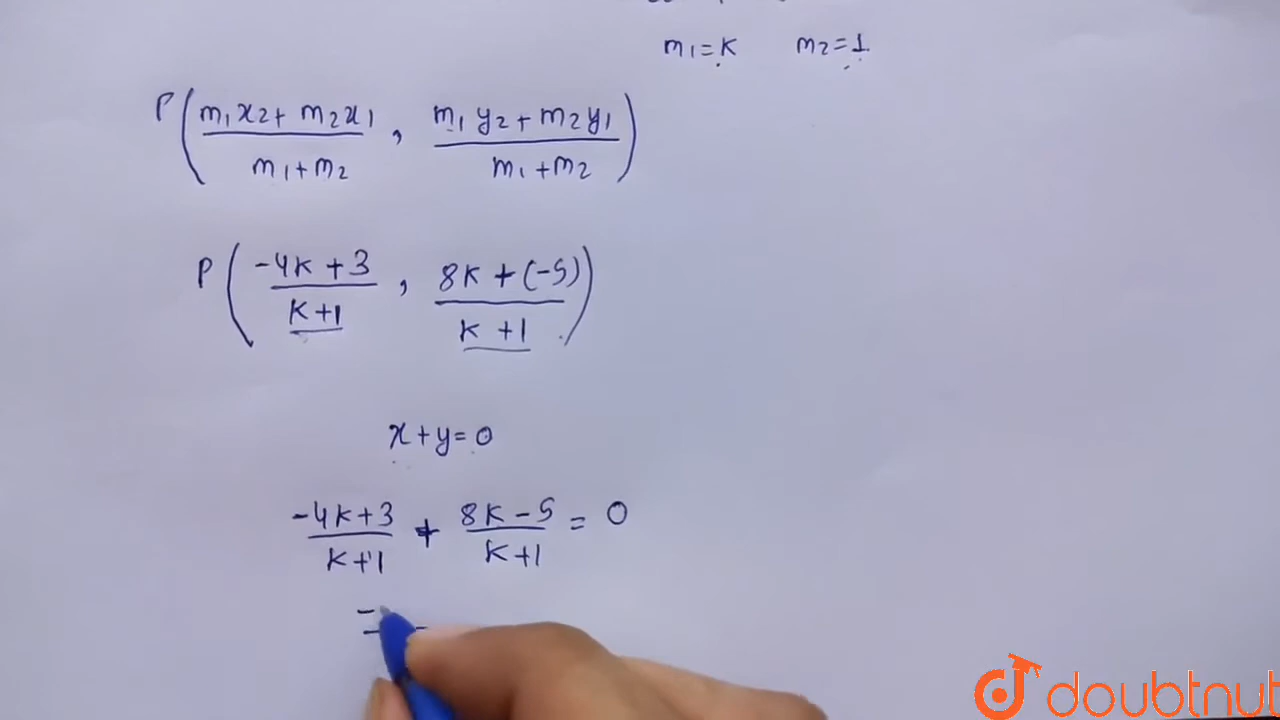 m1=K m2=1
P(m1x2+m2x1/m1+m2, m1y2+m2y1/m1+m2)
P(-4K+3/K+1, 8K+(-5)/K+1)
x+y=0
-4K+3/K+1 + 8K-5/K+1 = 0
doubtnut